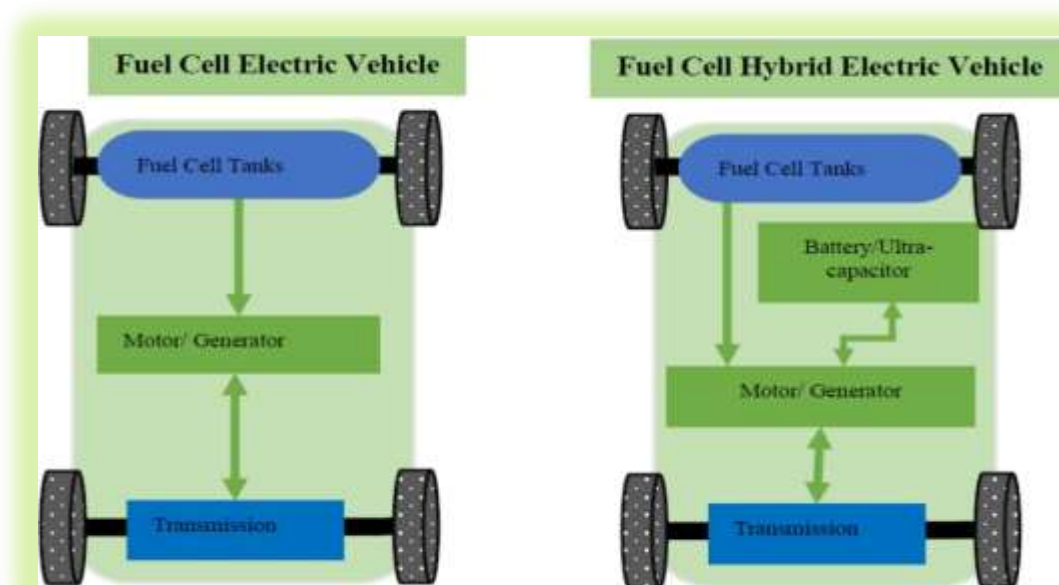 Fuel Cell Electric Vehicle
Fuel Cell Tanks
Motor/ Generator
Transmission
Fuel Cell Hybrid Electric Vehicle
Fuel Cell Tanks
Battery/Ultra-
capacitor
Motor/ Generator
Transmission